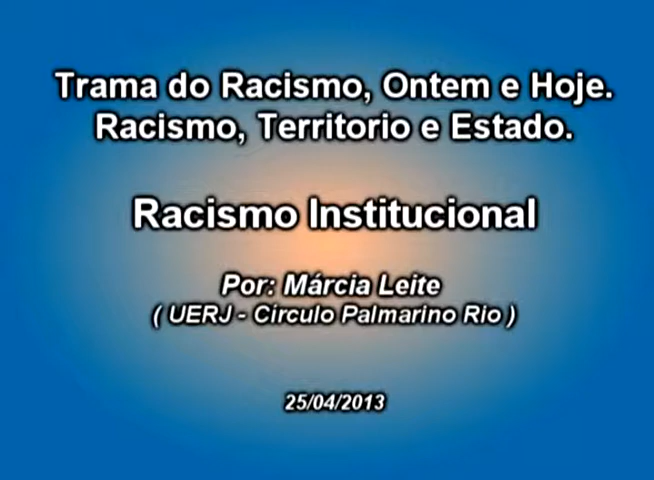 Trama do Racismo, Ontem e Hoje.
Racismo, Territorio e Estado.
Racismo Institucional
Por: Márcia Leite
( UERJ - Círculo Palmarino Rio )
25/04/2013